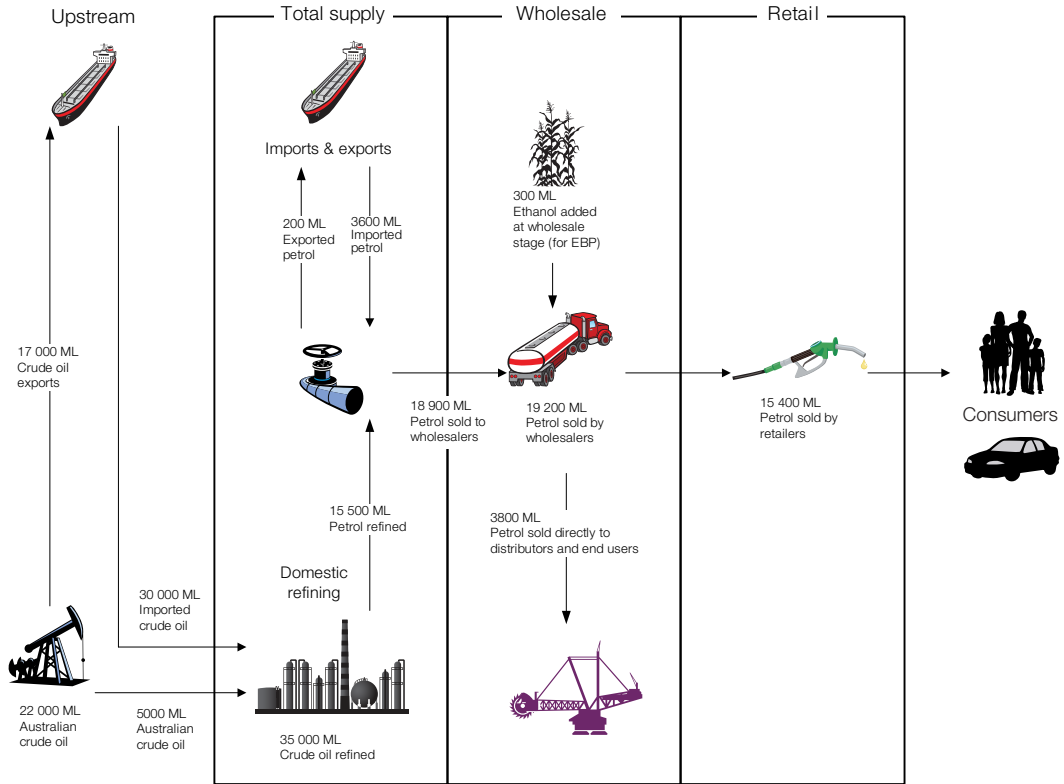 Upstream
Total supply
Wholesale
Retail
Imports & exports
200 ML
Exported
petrol
3600 ML
Imported
petrol
300 ML
Ethanol added
at wholesale
stage (for EBP)
17 000 ML
Crude oil
exports
18 900 ML
Petrol sold to
wholesalers
19 200 ML
Petrol sold by
wholesalers
15 400 ML
Petrol sold by
retailers
Consumers
15 500 ML
Petrol refined
3800 ML
Petrol sold directly to
distributors and end users
Domestic
refining
30 000 ML
Imported
crude oil
22 000 ML
Australian
crude oil
5000 ML
Australian
crude oil
35 000 ML
Crude oil refined